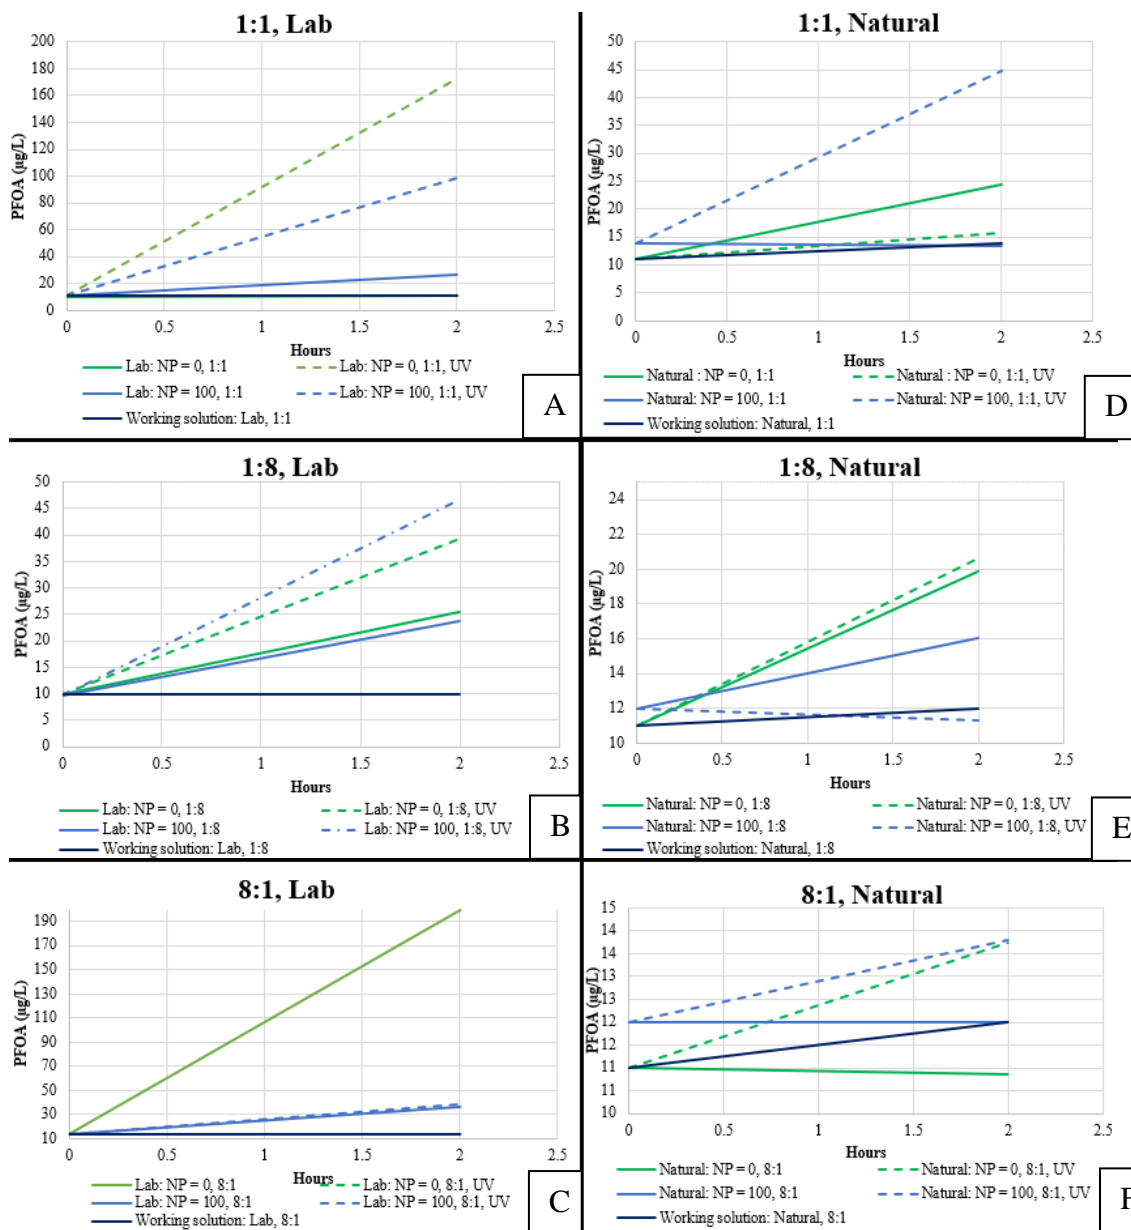 1:1, Lab
200
180
160
140
120
100
80
60
40
20
0
PFOA (µg/L)
0 0.5 1 1.5 2 2.5
Hours
Lab: NP = 0, 1:1 Lab: NP = 0, 1:1, UV
Lab: NP = 100, 1:1 Lab: NP = 100, 1:1, UV
Working solution: Lab, 1:1
A
1:1, Natural
50
45
40
35
30
25
20
15
10
5
0
PFOA (µg/L)
0 0.5 1 1.5 2 2.5
Hours
Natural : NP = 0, 1:1 Natural : NP = 0, 1:1, UV
Natural: NP = 100, 1:1 Natural: NP = 100, 1:1, UV
Working solution: Natural, 1:1
D
1:8, Lab
50
45
40
35
30
25
20
15
10
5
0
PFOA (µg/L)
0 0.5 1 1.5 2 2.5
Hours
Lab: NP = 0, 1:8 Lab: NP = 0, 1:8, UV
Lab: NP = 100, 1:8 Lab: NP = 100, 1:8, UV
Working solution: Lab, 1:8
B
1:8, Natural
24
22
20
18
16
14
12
10
PFOA (µg/L)
0 0.5 1 1.5 2 2.5
Hours
Natural: NP = 0, 1:8 Natural: NP = 0, 1:8, UV
Natural: NP = 100, 1:8 Natural: NP = 100, 1:8, UV
Working solution: Natural, 1:8
E
8:1, Lab
190
170
150
130
110
90
70
50
30
10
PFOA (µg/L)
0 0.5 1 1.5 2 2.5
Hours
Lab: NP = 0, 8:1 Lab: NP = 0, 8:1, UV
Lab: NP = 100, 8:1 Lab: NP = 100, 8:1, UV
Working solution: Lab, 8:1
C
8:1, Natural
15
14
14
13
13
12
12
11
11
10
PFOA (µg/L)
0 0.5 1 1.5 2 2.5
Hours
Natural: NP = 0, 8:1 Natural: NP = 0, 8:1, UV
Natural: NP = 100, 8:1 Natural: NP = 100, 8:1, UV
Working solution: Natural, 8:1
F